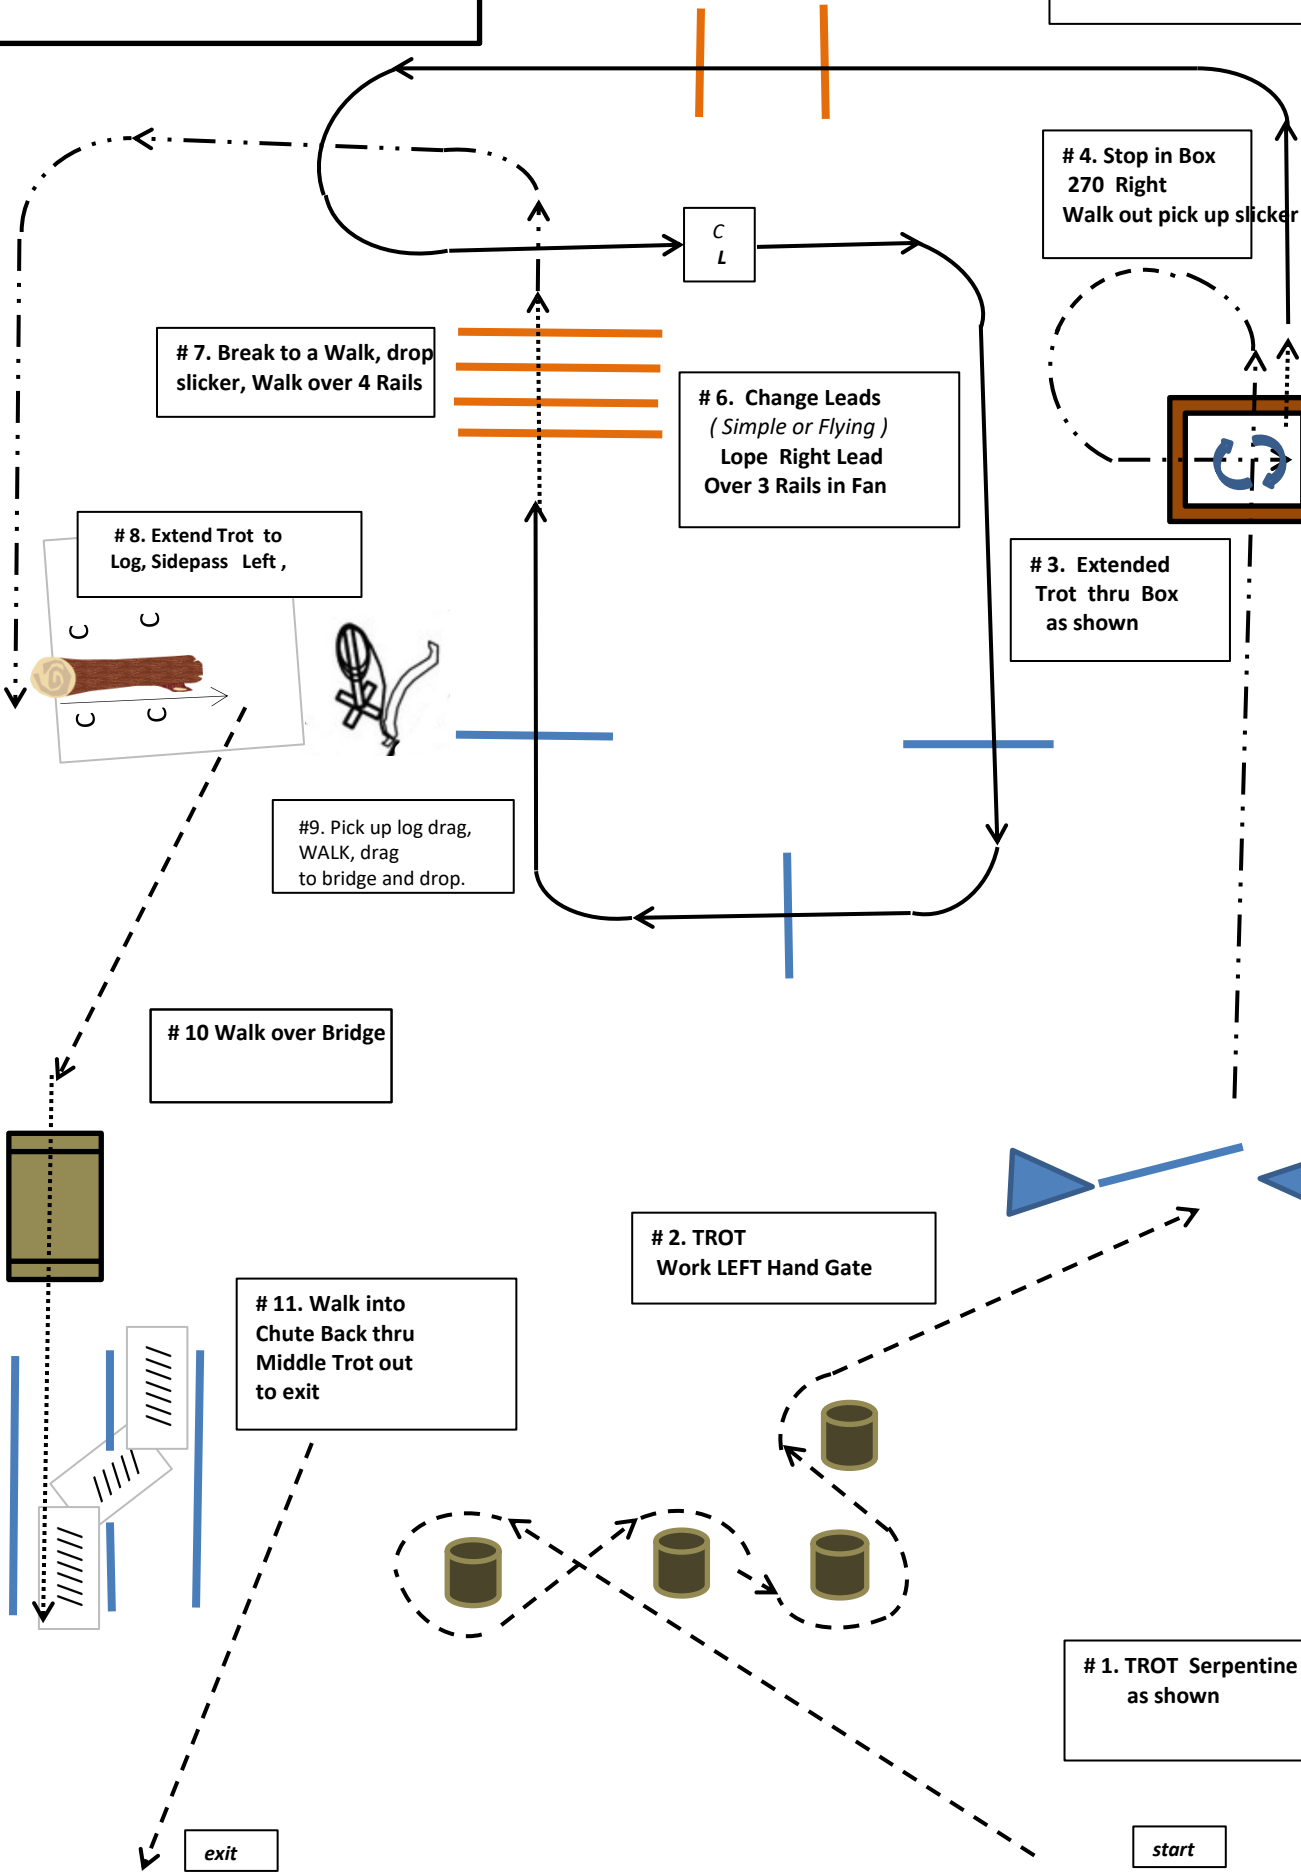 # 4. Stop in Box
270 Right
Walk out pick up slicker
C
L
# 7. Break to a Walk, drop
slicker, Walk over 4 Rails
# 6. Change Leads
( Simple or Flying )
Lope Right Lead
Over 3 Rails in Fan
# 8. Extend Trot to
Log, Sidepass Left ,
# 3. Extended
Trot thru Box
as shown
C
C
C
C
#9. Pick up log drag,
WALK, drag
to bridge and drop.
# 10 Walk over Bridge
# 2. TROT
Work LEFT Hand Gate
# 11. Walk into
Chute Back thru
Middle Trot out
to exit
# 1. TROT Serpentine
as shown
exit
start